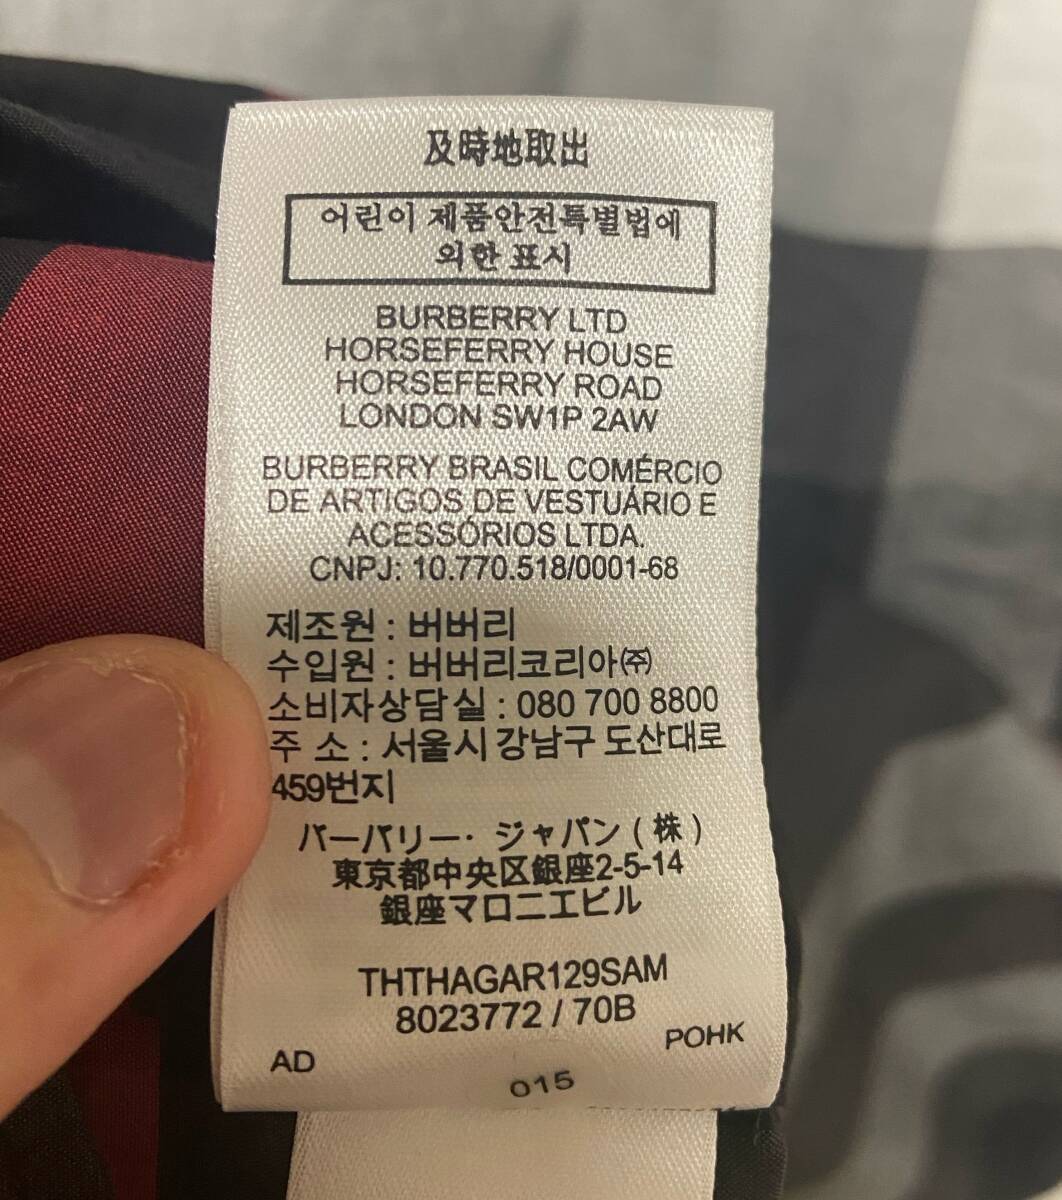 及時地取出
어린이 제품안전특별법에
의한 표시
BURBERRY LTD
HORSEFERRY HOUSE
HORSEFERRY ROAD
LONDON SW1P 2AW
BURBERRY BRASIL COMÉRCIO
DE ARTIGOS DE VESTUÁRIO E
ACESSÓRIOS LTDA.
CNPJ: 10.770.518/0001-68
제조원 : 버버리
수입원 : 버버리코리아㈜
소비자상담실 : 080 700 8800
주 소 : 서울시 강남구 도산대로
459번지
バーバリー・ジャパン(株)
東京都中央区銀座2-5-14
銀座マロニエビル
THTHAGAR129SAM
8023772 / 70B
POHK
AD
015